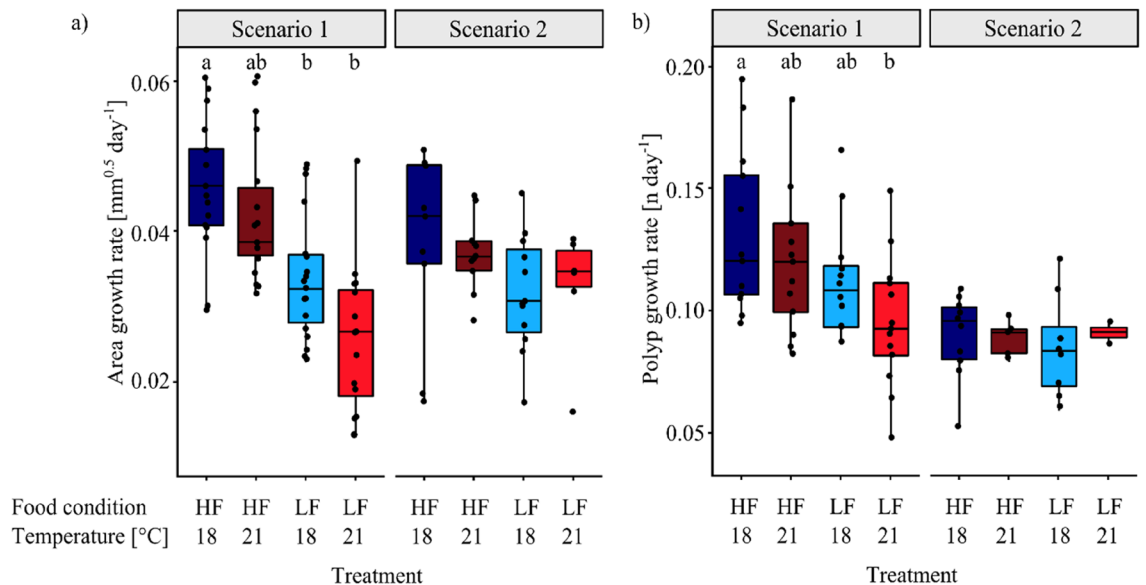 a)
Scenario 1
Scenario 2
a ab b b
Area growth rate [mm^0.5 day^-1]
0.06
0.04
0.02
Food condition HF HF LF LF HF HF LF LF
Temperature [°C] 18 21 18 21 18 21 18 21
Treatment
b)
Scenario 1
Scenario 2
a ab ab b
Polyp growth rate [n day^-1]
0.20
0.15
0.10
0.05
HF HF LF LF HF HF LF HF
18 21 18 21 18 21 18 21
Treatment